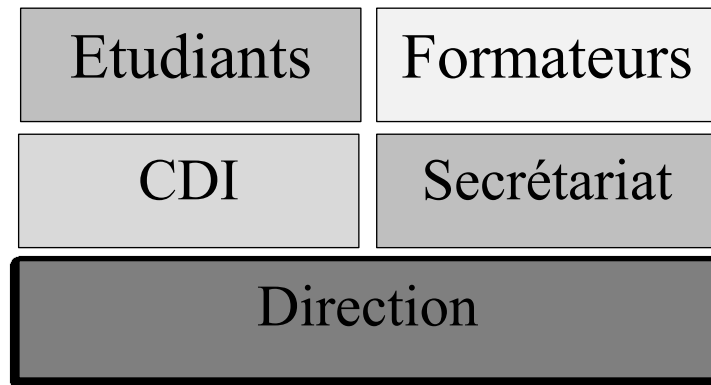 Etudiants
Formateurs
CDI
Secrétariat
Direction